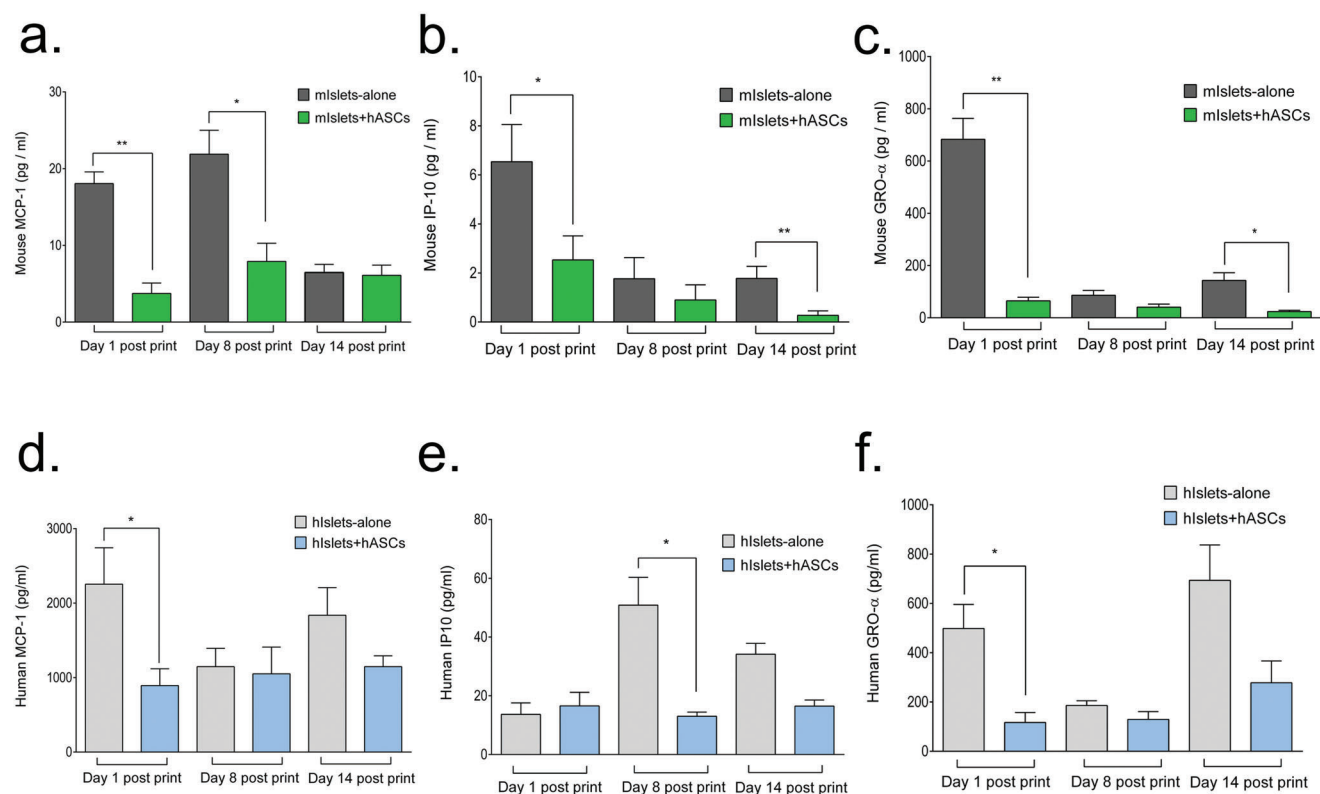 a.
Mouse MCP-1 (pg / ml)
30
20
10
0
mIslets-alone
mIslets+hASCs
**
*
Day 1 post print
Day 8 post print
Day 14 post print
b.
Mouse IP-10 (pg / ml)
10
8
6
4
2
0
mIslets-alone
mIslets+hASCs
*
**
Day 1 post print
Day 8 post print
Day 14 post print
c.
Mouse GRO-α (pg / ml)
1000
800
600
400
200
0
mIslets-alone
mIslets+hASCs
**
*
Day 1 post print
Day 8 post print
Day 14 post print
d.
Human MCP-1 (pg/ml)
3000
2000
1000
0
hIslets-alone
hIslets+hASCs
*
Day 1 post print
Day 8 post print
Day 14 post print
e.
Human IP10 (pg/ml)
80
60
40
20
0
hIslets-alone
hIslets+hASCs
*
Day 1 post print
Day 8 post print
Day 14 post print
f.
Human GRO-α (pg/ml)
1000
800
600
400
200
0
hIslets-alone
hIslets+hASCs
*
Day 1 post print
Day 8 post print
Day 14 post print